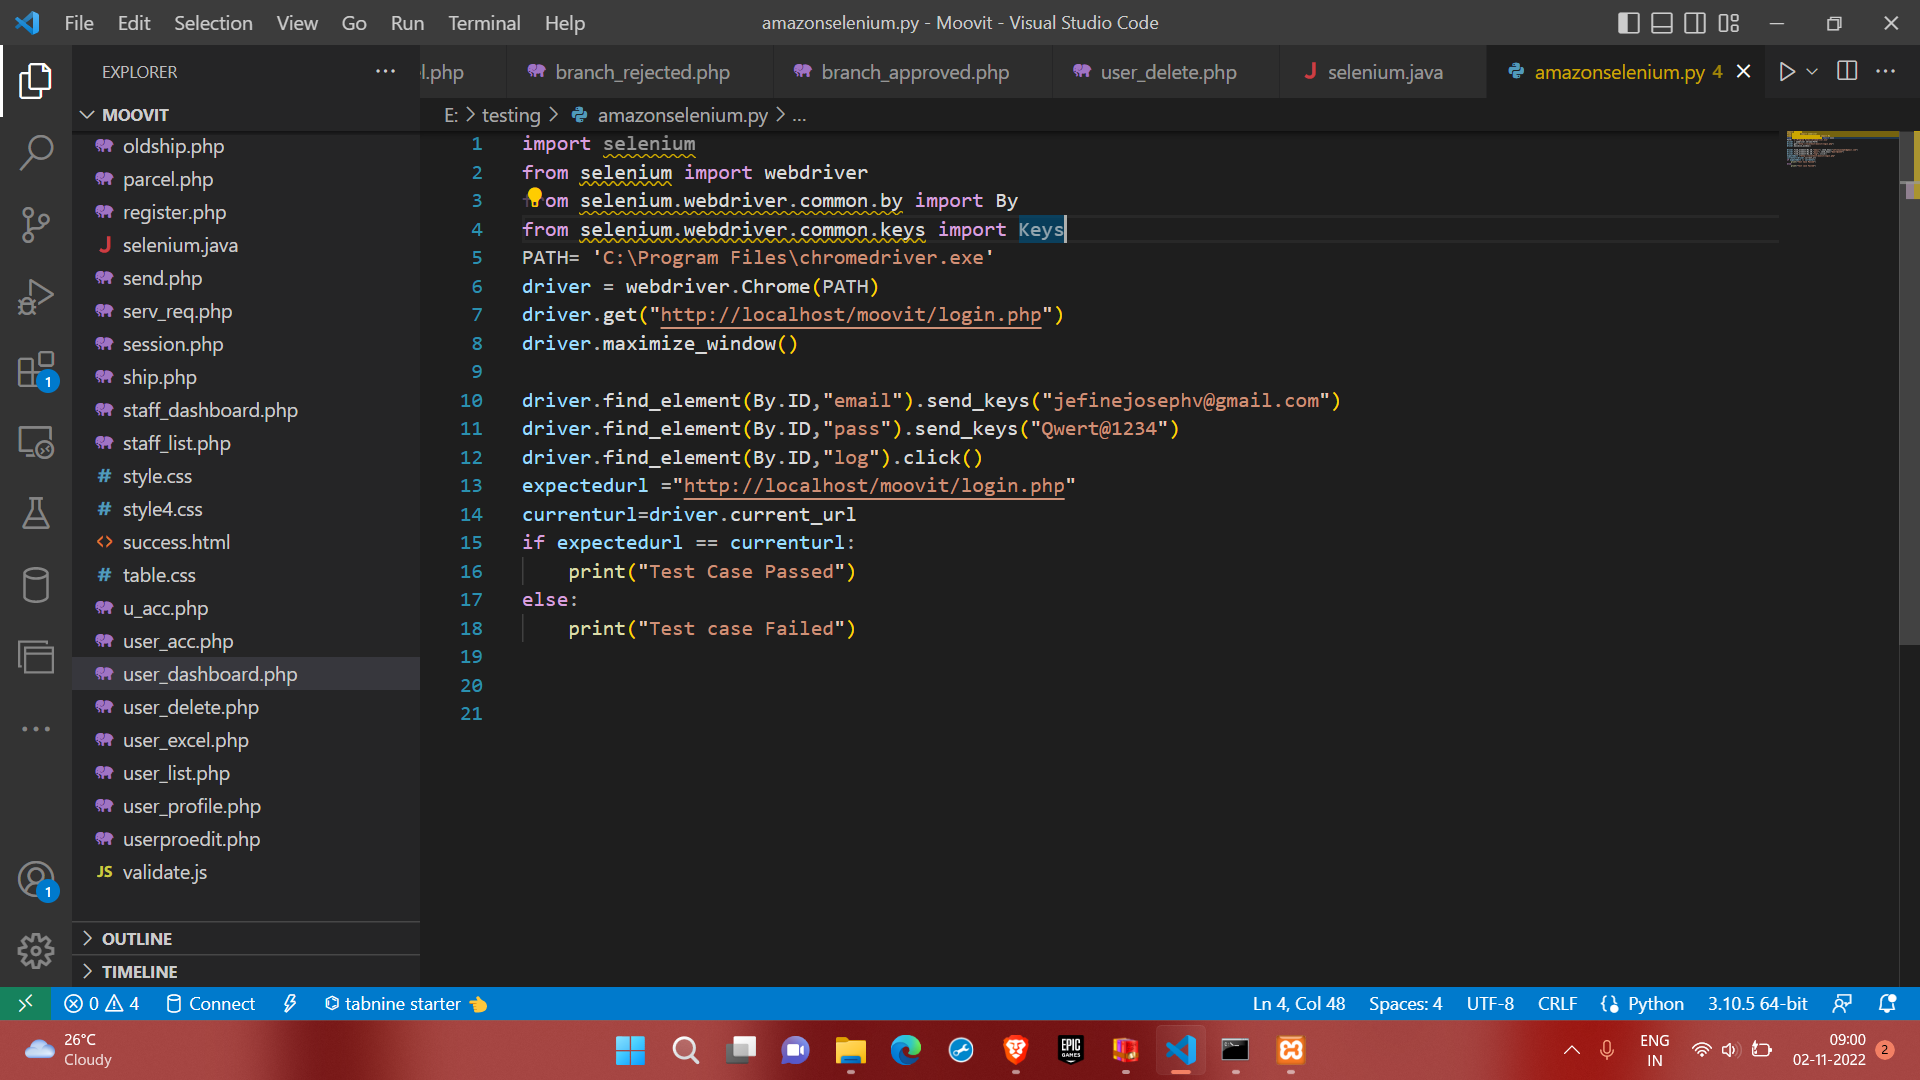 File Edit Selection View Go Run Terminal Help
amazonselenium.py - Moovit - Visual Studio Code
EXPLORER
l.php
branch_rejected.php
branch_approved.php
user_delete.php
selenium.java
amazonselenium.py 4
MOOVIT
oldship.php
parcel.php
register.php
selenium.java
send.php
serv_req.php
session.php
ship.php
staff_dashboard.php
staff_list.php
style.css
style4.css
success.html
table.css
u_acc.php
user_acc.php
user_dashboard.php
user_delete.php
user_excel.php
user_list.php
user_profile.php
userproedit.php
JS validate.js
OUTLINE
TIMELINE
1
1
E: > testing > amazonselenium.py > ...
1 import selenium
2 from selenium import webdriver
3 from selenium.webdriver.common.by import By
4 from selenium.webdriver.common.keys import Keys
5 PATH= 'C:\Program Files\chromedriver.exe'
6 driver = webdriver.Chrome(PATH)
7 driver.get("http://localhost/moovit/login.php")
8 driver.maximize_window()
9
10 driver.find_element(By.ID,"email").send_keys("jefinejosephv@gmail.com")
11 driver.find_element(By.ID,"pass").send_keys("Qwert@1234")
12 driver.find_element(By.ID,"log").click()
13 expectedurl ="http://localhost/moovit/login.php"
14 currenturl=driver.current_url
15 if expectedurl == currenturl:
16     print("Test Case Passed")
17 else:
18     print("Test case Failed")
19
20
21
0 4 Connect tabnine starter
Ln 4, Col 48 Spaces: 4 UTF-8 CRLF Python 3.10.5 64-bit
26°C
Cloudy
EPIC GAMES
ENG
IN
09:00
02-11-2022
2